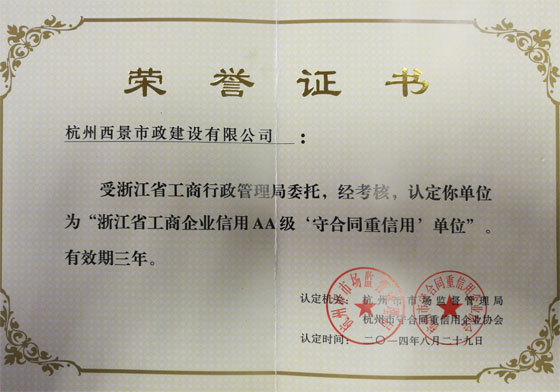 荣誉证书
杭州西景市政建设有限公司：
受浙江省工商行政管理局委托，经考核，认定你单位
为“浙江省工商企业信用AA级‘守合同重信用’单位”。
有效期三年。
认定机关：杭州市市场监督管理局
杭州市守合同重信用企业协会
认定时间：二〇一四年八月二十九日